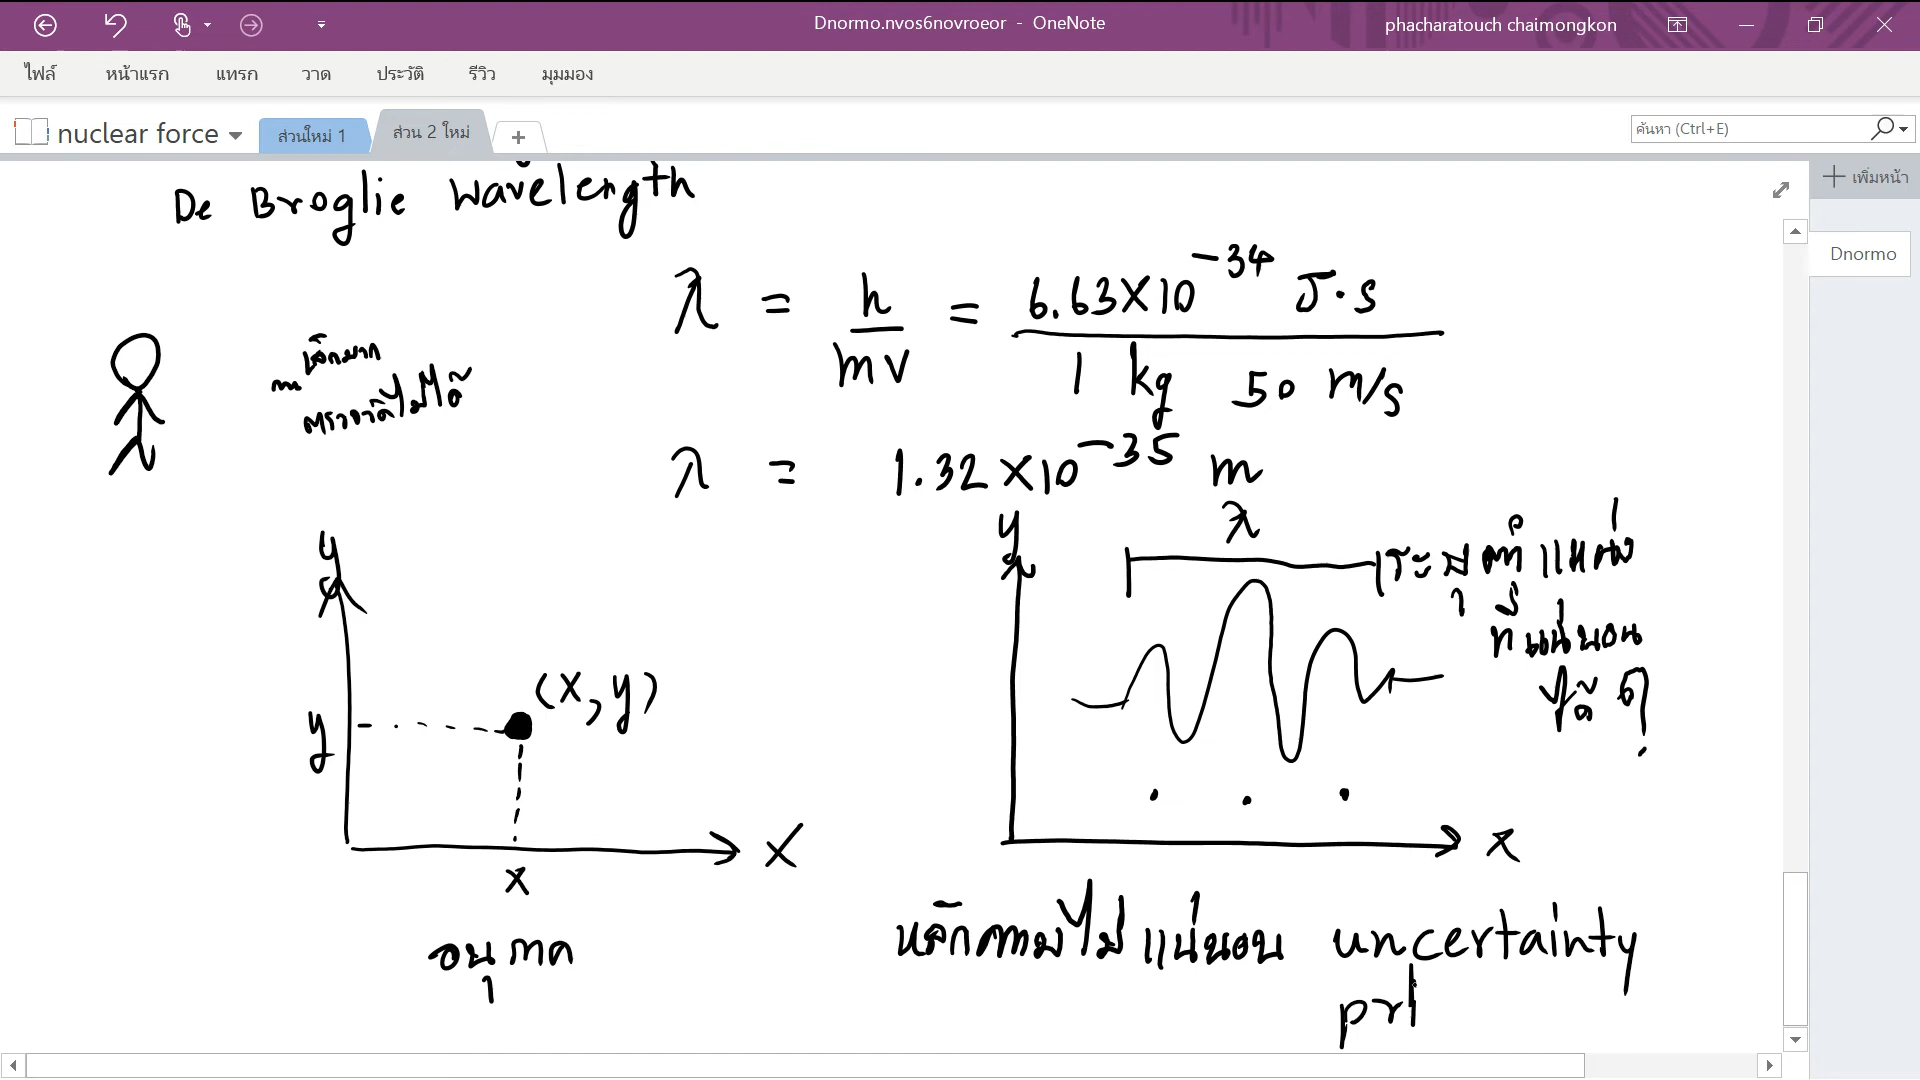 Dnormo.nvos6novroeor - OneNote
phacharatouch chaimongkon
ไฟล์ หน้าแรก แทรก วาด ประวัติ รีวิว มุมมอง
nuclear force ส่วนใหม่ 1 ส่วน 2 ใหม่ +
ค้นหา (Ctrl+E)
เพิ่มหน้า
Dnormo
De Broglie wavelength
λ = h/mv = 6.63×10⁻³⁴ J·s / 1 kg 50 m/s
เล็กมาก
ตรวจวัดไม่ได้
λ = 1.32×10⁻³⁵ m
y
(x,y)
y
x
x
อนุภาค
y
λ
ระบุตำแหน่ง
ที่แน่นอน
ได้?
x
หลักความไม่แน่นอน uncertainty
pri